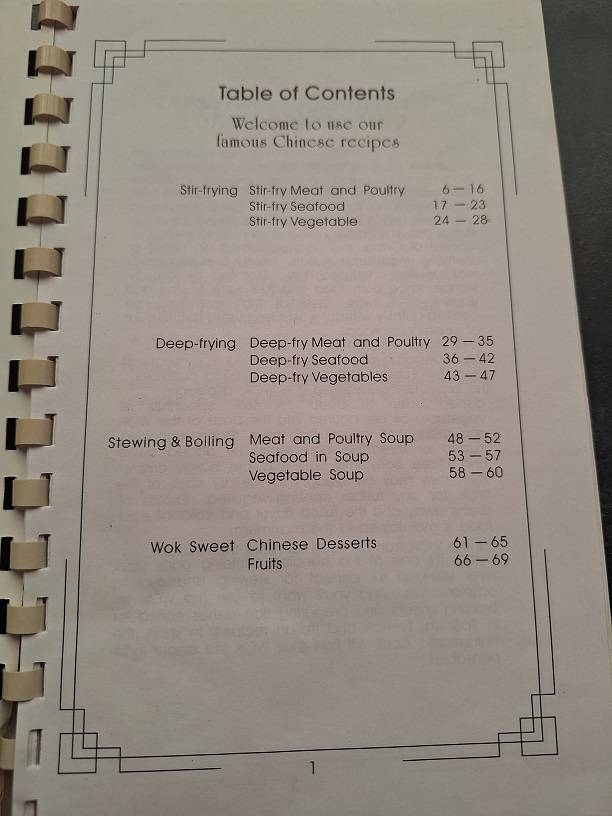 Table of Contents
Welcome to use our
famous Chinese recipes
Stir-frying Stir-fry Meat and Poultry 6 — 16
Stir-fry Seafood 17 — 23
Stir-fry Vegetable 24 — 28
Deep-frying Deep-fry Meat and Poultry 29 — 35
Deep-fry Seafood 36 — 42
Deep-fry Vegetables 43 — 47
Stewing & Boiling Meat and Poultry Soup 48 — 52
Seafood in Soup 53 — 57
Vegetable Soup 58 — 60
Wok Sweet Chinese Desserts 61 — 65
Fruits 66 — 69
1